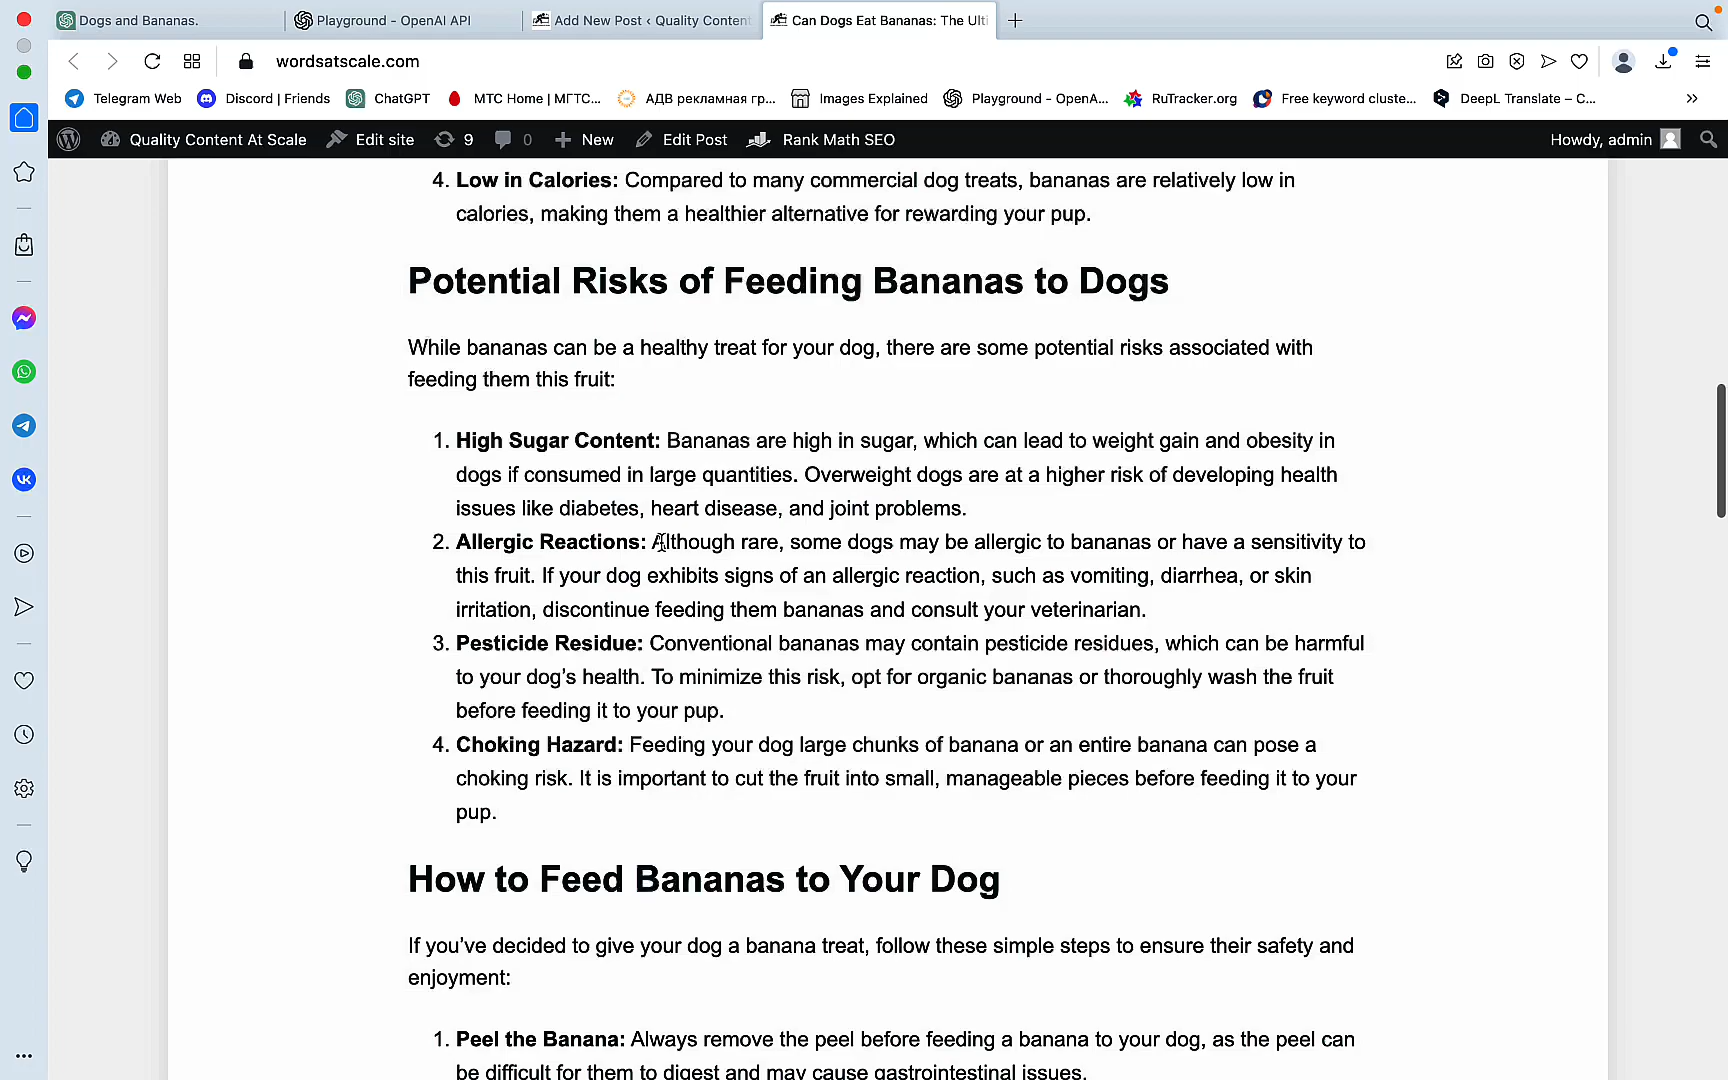 Dogs and Bananas.
Playground - OpenAI API
Add New Post ‹ Quality Content
Can Dogs Eat Bananas: The Ulti
wordsatscale.com
Telegram Web
Discord | Friends
ChatGPT
МТС Home | МГТС...
АДВ рекламная гр...
Images Explained
Playground - OpenA...
RuTracker.org
Free keyword cluste...
DeepL Translate – C...
Quality Content At Scale
Edit site
9
0
New
Edit Post
Rank Math SEO
Howdy, admin
4. Low in Calories: Compared to many commercial dog treats, bananas are relatively low in
calories, making them a healthier alternative for rewarding your pup.
Potential Risks of Feeding Bananas to Dogs
While bananas can be a healthy treat for your dog, there are some potential risks associated with
feeding them this fruit:
1. High Sugar Content: Bananas are high in sugar, which can lead to weight gain and obesity in
dogs if consumed in large quantities. Overweight dogs are at a higher risk of developing health
issues like diabetes, heart disease, and joint problems.
2. Allergic Reactions: Although rare, some dogs may be allergic to bananas or have a sensitivity to
this fruit. If your dog exhibits signs of an allergic reaction, such as vomiting, diarrhea, or skin
irritation, discontinue feeding them bananas and consult your veterinarian.
3. Pesticide Residue: Conventional bananas may contain pesticide residues, which can be harmful
to your dog’s health. To minimize this risk, opt for organic bananas or thoroughly wash the fruit
before feeding it to your pup.
4. Choking Hazard: Feeding your dog large chunks of banana or an entire banana can pose a
choking risk. It is important to cut the fruit into small, manageable pieces before feeding it to your
pup.
How to Feed Bananas to Your Dog
If you’ve decided to give your dog a banana treat, follow these simple steps to ensure their safety and
enjoyment:
1. Peel the Banana: Always remove the peel before feeding a banana to your dog, as the peel can
be difficult for them to digest and may cause gastrointestinal issues.